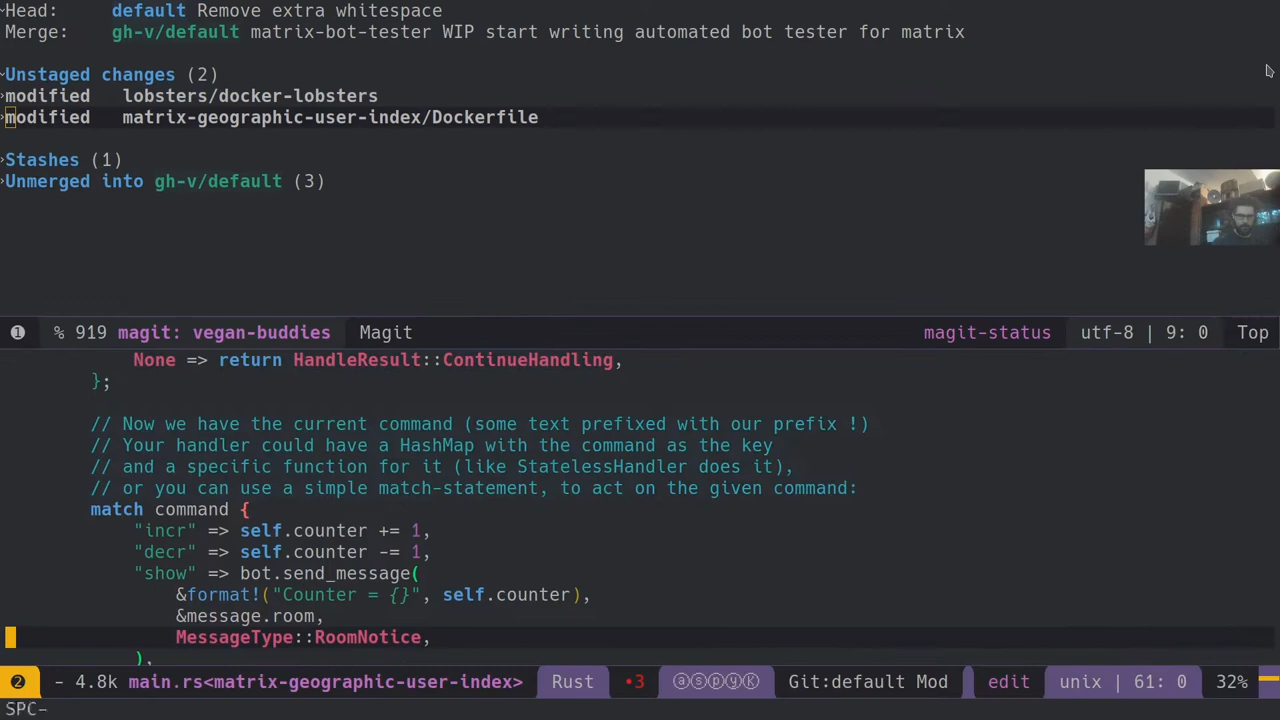 Head:     default Remove extra whitespace
Merge:    gh-v/default matrix-bot-tester WIP start writing automated bot tester for matrix
Unstaged changes (2)
modified   lobsters/docker-lobsters
modified   matrix-geographic-user-index/Dockerfile
Stashes (1)
Unmerged into gh-v/default (3)
❶ % 919 magit: vegan-buddies Magit magit-status utf-8 | 9: 0 Top
None => return HandleResult::ContinueHandling,
};
// Now we have the current command (some text prefixed with our prefix !)
// Your handler could have a HashMap with the command as the key
// and a specific function for it (like StatelessHandler does it),
// or you can use a simple match-statement, to act on the given command:
match command {
"incr" => self.counter += 1,
"decr" => self.counter -= 1,
"show" => bot.send_message(
&format!("Counter = {}", self.counter),
&message.room,
MessageType::RoomNotice,
),
❷ - 4.8k main.rs<matrix-geographic-user-index> Rust •3 ⓐⓢⓟⓨⓀ Git:default Mod edit unix | 61: 0 32%
SPC-